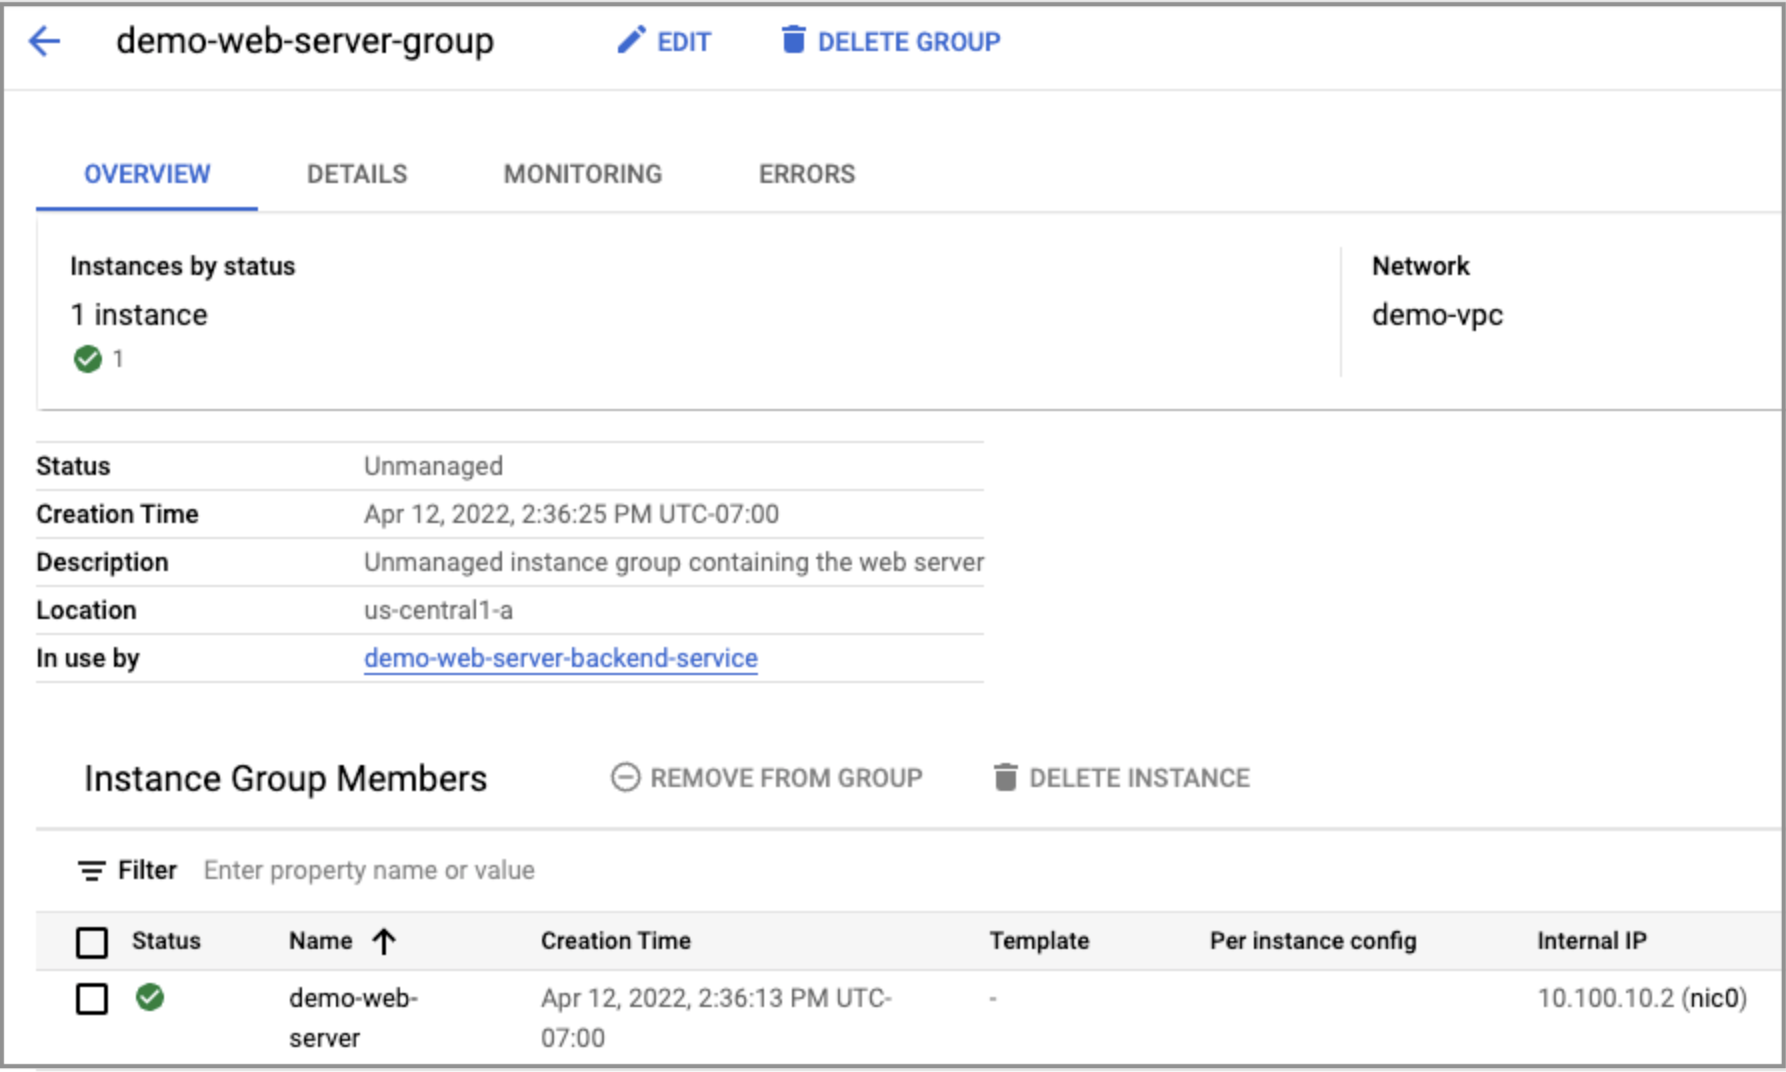 demo-web-server-group EDIT DELETE GROUP
OVERVIEW DETAILS MONITORING ERRORS
Instances by status Network
1 instance demo-vpc
1
Status Unmanaged
Creation Time Apr 12, 2022, 2:36:25 PM UTC-07:00
Description Unmanaged instance group containing the web server
Location us-central1-a
In use by demo-web-server-backend-service
Instance Group Members REMOVE FROM GROUP DELETE INSTANCE
Filter Enter property name or value
Status Name Creation Time Template Per instance config Internal IP
demo-web- Apr 12, 2022, 2:36:13 PM UTC- - 10.100.10.2 (nic0)
server 07:00